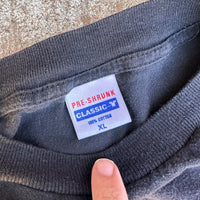 PRE-SHRUNK
CLASSIC
100% COTTON
XL